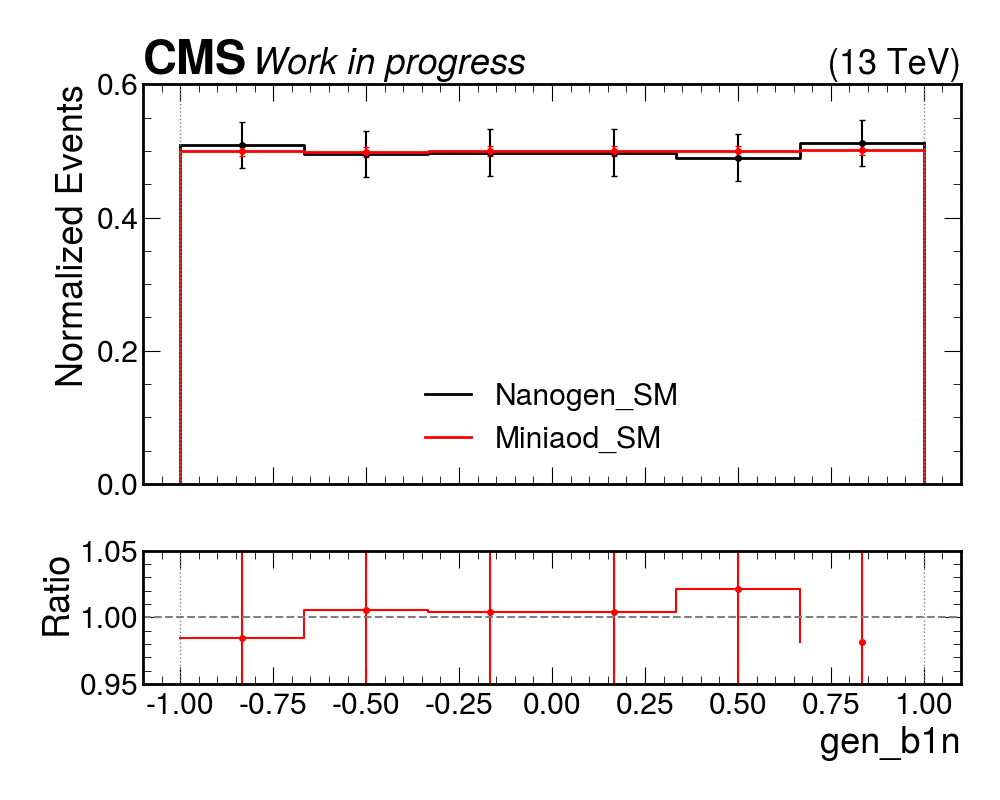 CMS Work in progress (13 TeV)
Normalized Events
0.6
0.4
0.2
0.0
Nanogen_SM
Miniaod_SM
Ratio
1.05
1.00
0.95
-1.00 -0.75 -0.50 -0.25 0.00 0.25 0.50 0.75 1.00
gen_b1n